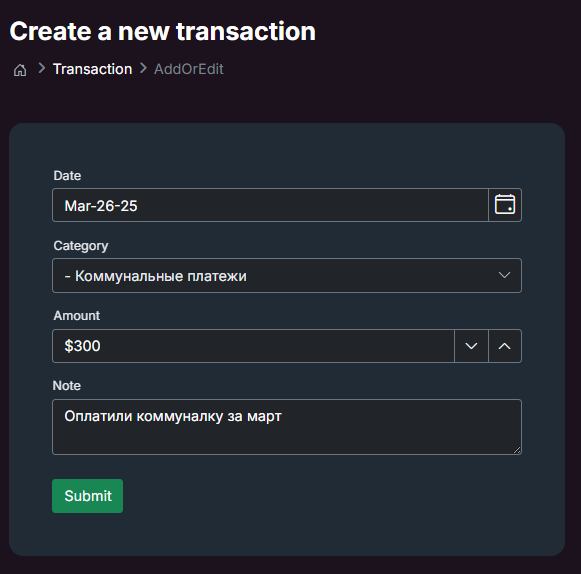 Create a new transaction
Transaction AddOrEdit
Date
Mar-26-25
Category
- Коммунальные платежи
Amount
$300
Note
Оплатили коммуналку за март
Submit